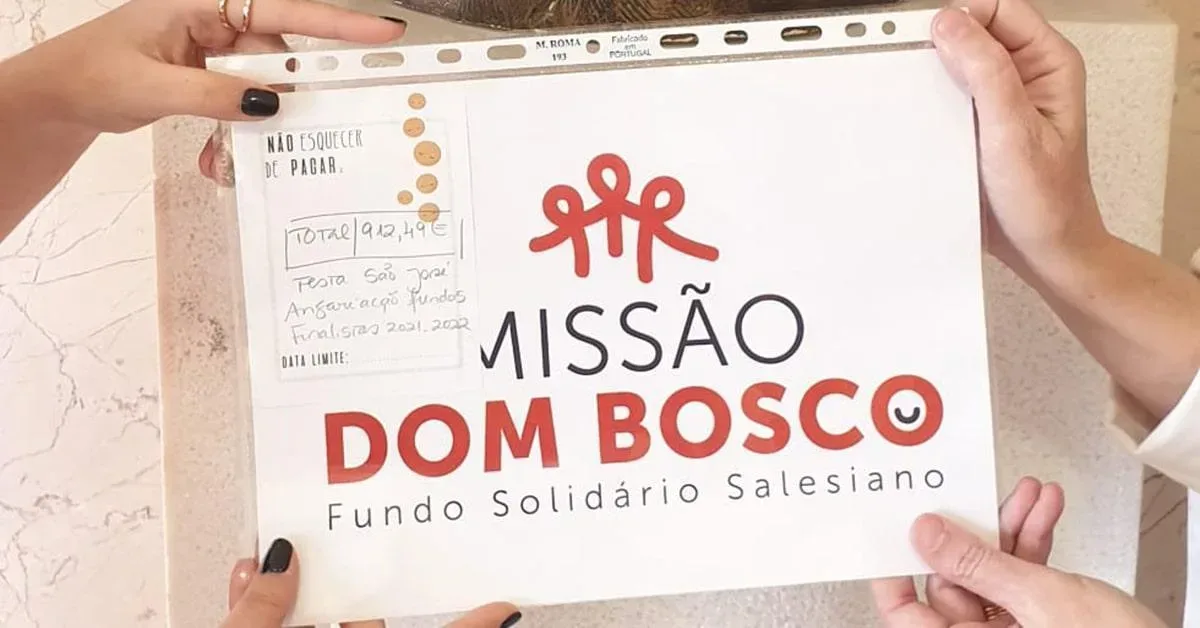 M. ROMA
193
Fabricado
em
PORTUGAL
NÃO ESQUECER
DE PAGAR:
TOTAL 912,49€
Festa São José
Angariação fundos
Finalistas 2021-2022
DATA LIMITE:
MISSÃO
DOM BOSCO
Fundo Solidário Salesiano